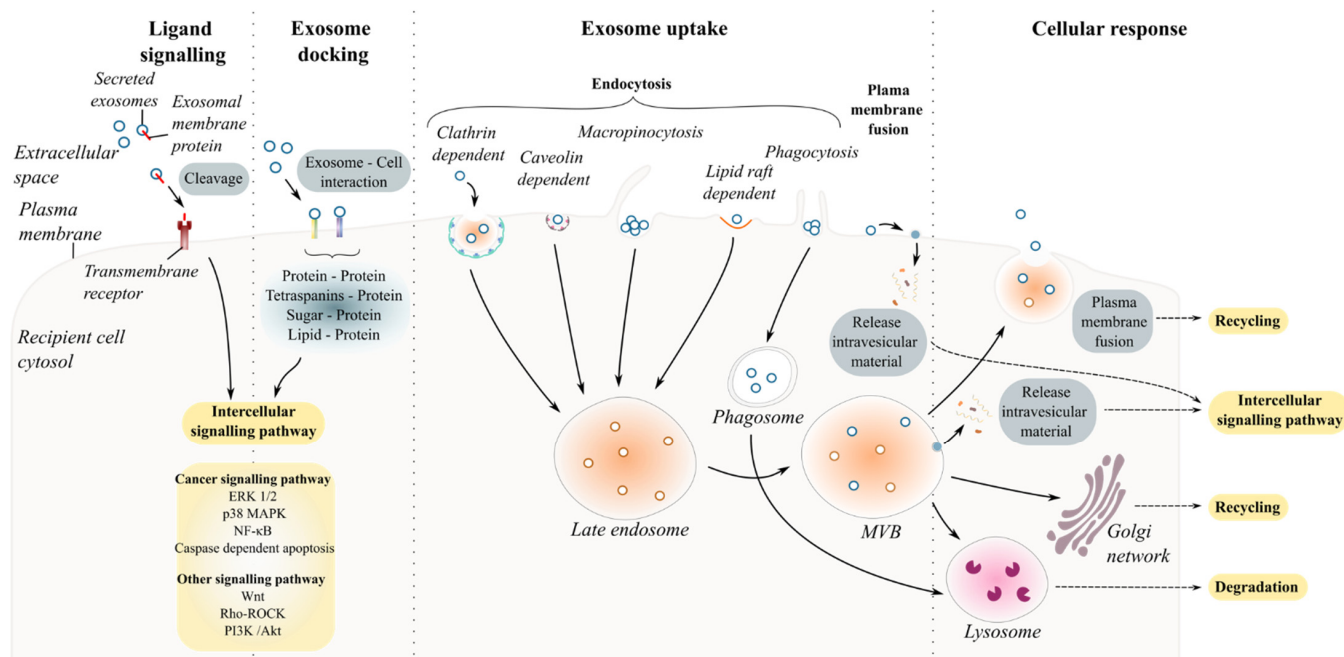 Ligand
signalling
Exosome
docking
Exosome uptake
Cellular response
Secreted
exosomes
Exosomal
membrane
protein
Extracellular
space
Cleavage
Plasma
membrane
Transmembrane
receptor
Recipient cell
cytosol
Exosome - Cell
interaction
Protein - Protein
Tetraspanins - Protein
Sugar - Protein
Lipid - Protein
Intercellular
signalling pathway
Cancer signalling pathway
ERK 1/2
p38 MAPK
NF-κB
Caspase dependent apoptosis
Other signalling pathway
Wnt
Rho-ROCK
PI3K /Akt
Endocytosis
Clathrin
dependent
Caveolin
dependent
Macropinocytosis
Lipid raft
dependent
Phagocytosis
Plama
membrane
fusion
Release
intravesicular
material
Phagosome
Late endosome
MVB
Plasma
membrane
fusion
Recycling
Release
intravesicular
material
Intercellular
signalling pathway
Golgi
network
Recycling
Lysosome
Degradation